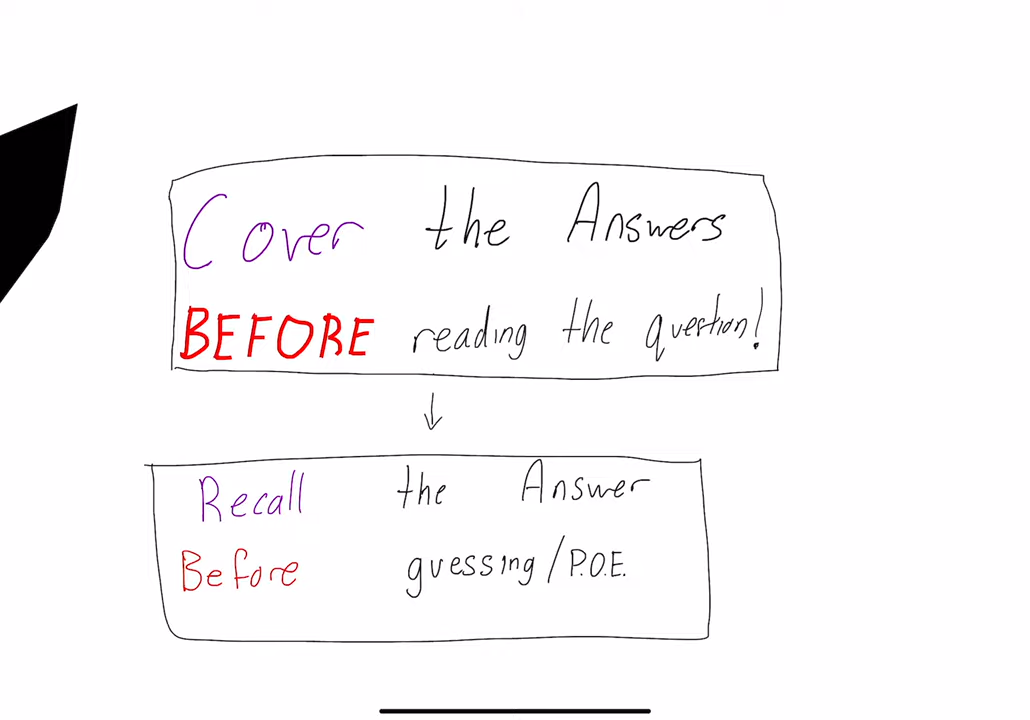 Cover the Answers
BEFORE reading the question!
Recall the Answer
Before guessing/P.O.E.